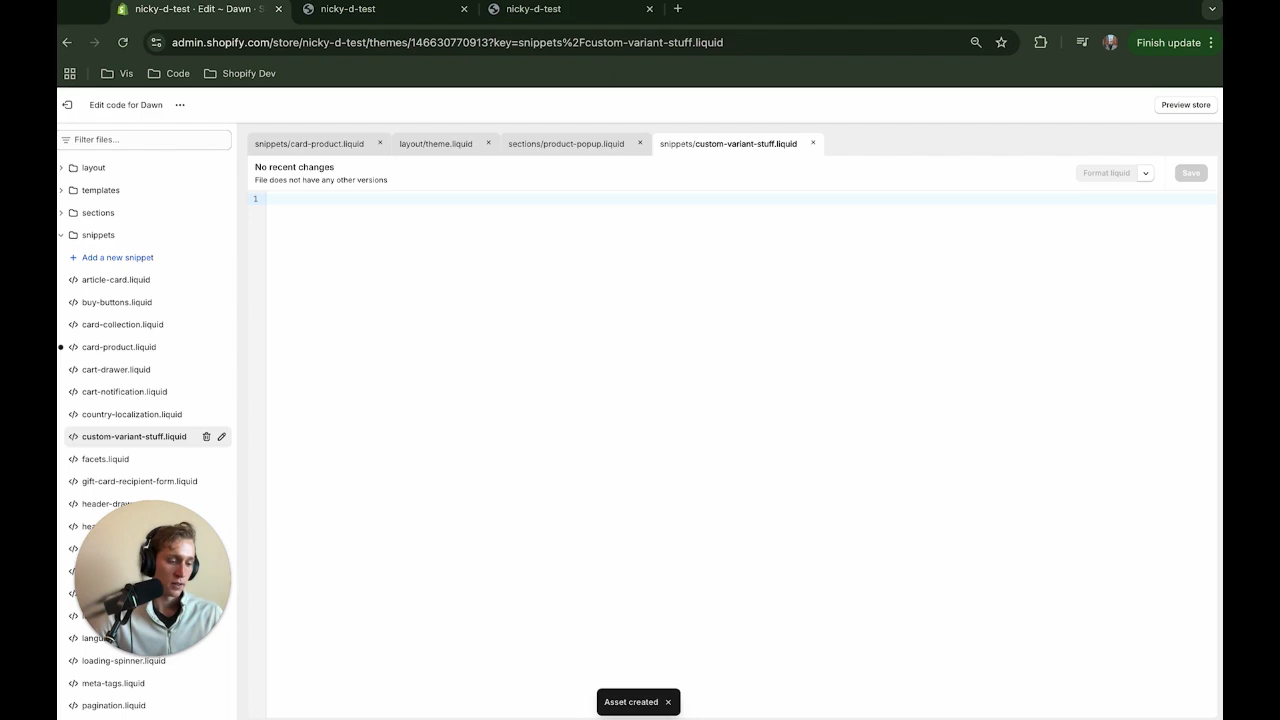 nicky-d-test · Edit ~ Dawn · S
nicky-d-test
nicky-d-test
admin.shopify.com/store/nicky-d-test/themes/146630770913?key=snippets%2Fcustom-variant-stuff.liquid
Finish update
Vis
Code
Shopify Dev
Edit code for Dawn
Preview store
Filter files...
snippets/card-product.liquid
layout/theme.liquid
sections/product-popup.liquid
snippets/custom-variant-stuff.liquid
No recent changes
File does not have any other versions
Format liquid
Save
1
layout
templates
sections
snippets
Add a new snippet
article-card.liquid
buy-buttons.liquid
card-collection.liquid
card-product.liquid
cart-drawer.liquid
cart-notification.liquid
country-localization.liquid
custom-variant-stuff.liquid
facets.liquid
gift-card-recipient-form.liquid
loading-spinner.liquid
meta-tags.liquid
pagination.liquid
Asset created